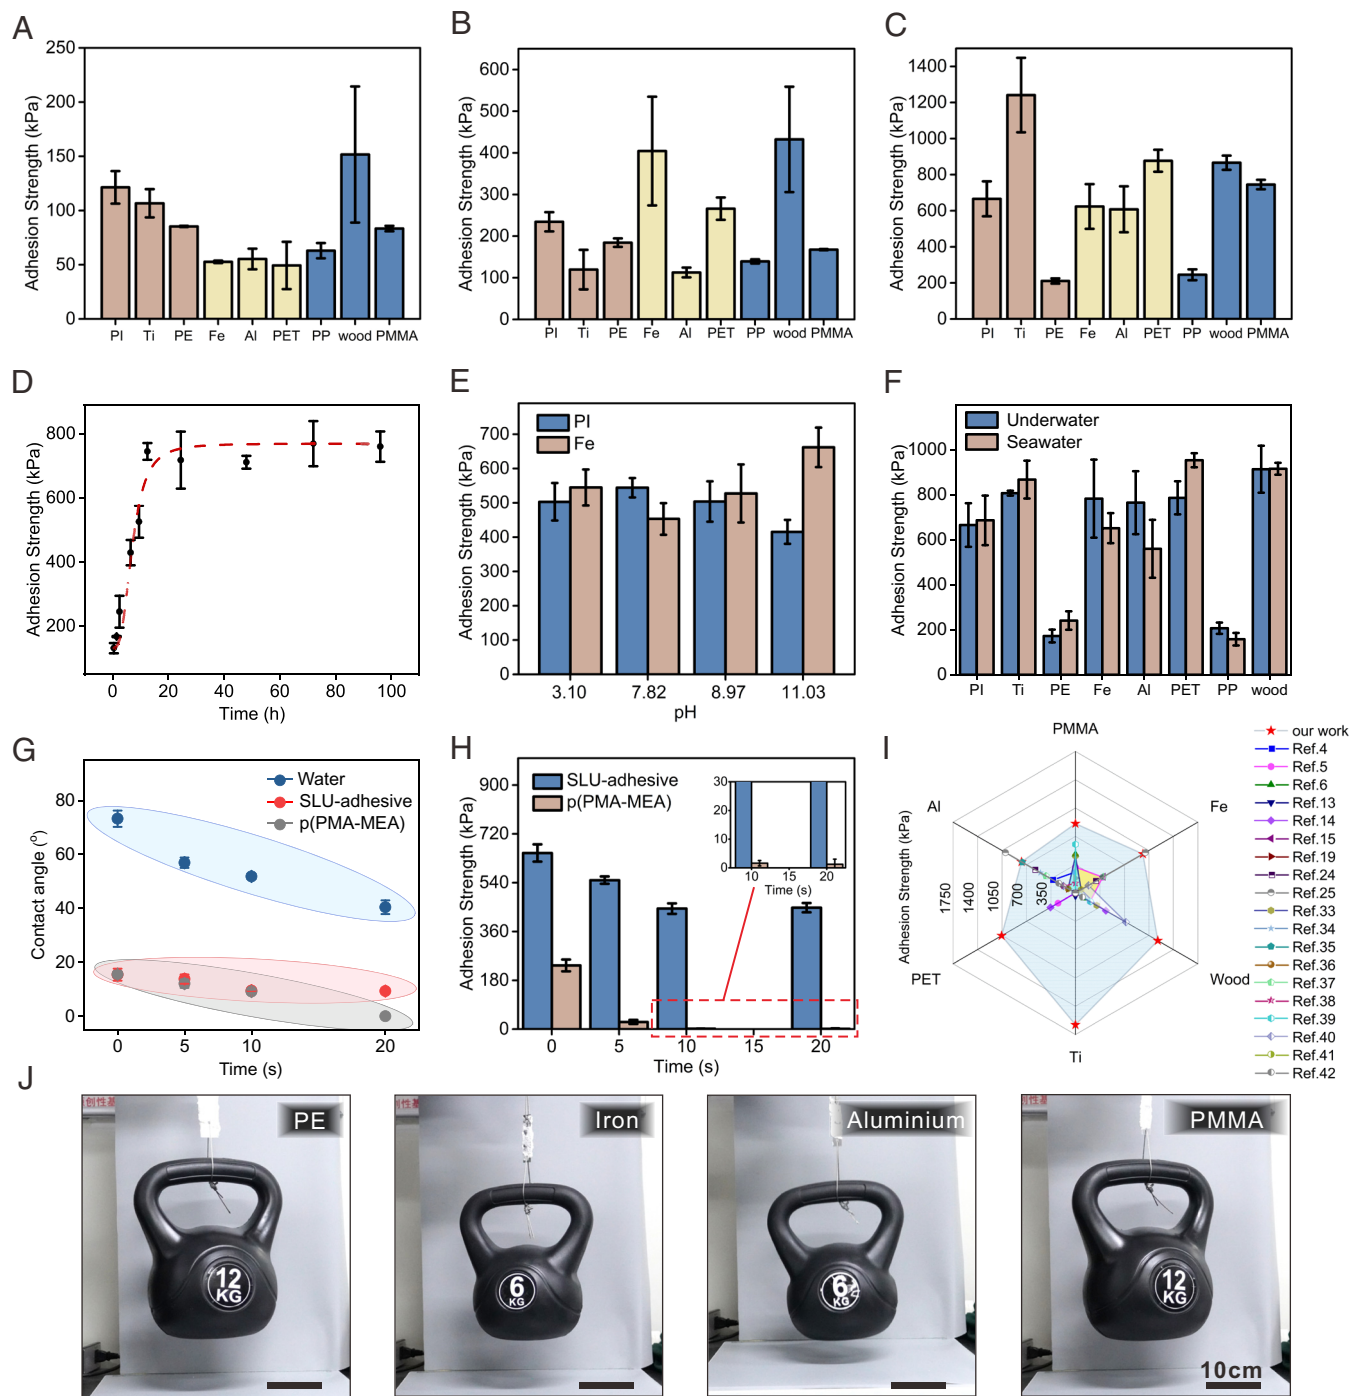 A
Adhesion Strength (kPa)
250
200
150
100
50
0
PI Ti PE Fe Al PET PP wood PMMA
B
Adhesion Strength (kPa)
600
500
400
300
200
100
0
PI Ti PE Fe Al PET PP wood PMMA
C
Adhesion Strength (kPa)
1400
1200
1000
800
600
400
200
0
PI Ti PE Fe Al PET PP wood PMMA
D
Adhesion Strength (kPa)
800
600
400
200
0 20 40 60 80 100
Time (h)
E
Adhesion Strength (kPa)
PI
Fe
700
600
500
400
300
200
100
0
3.10 7.82 8.97 11.03
pH
F
Adhesion Strength (kPa)
Underwater
Seawater
1000
800
600
400
200
0
PI Ti PE Fe Al PET PP wood
G
Contact angle (°)
Water
SLU-adhesive
p(PMA-MEA)
80
60
40
20
0
0 5 10 20
Time (s)
H
Adhesion Strength (kPa)
SLU-adhesive
p(PMA-MEA)
900
720
540
360
180
0
0 5 10 15 20
Time (s)
30
20
10
0
10 15 20
Time (s)
I
PMMA
Fe
Wood
Ti
PET
Al
Adhesion Strength (kPa)
1750
1400
1050
700
350
our work
Ref.4
Ref.5
Ref.6
Ref.13
Ref.14
Ref.15
Ref.19
Ref.24
Ref.25
Ref.33
Ref.34
Ref.35
Ref.36
Ref.37
Ref.38
Ref.39
Ref.40
Ref.41
Ref.42
J
创性基
PE
12
KG
创性基
Iron
6
KG
Aluminium
6
KG
创性基
PMMA
12
KG
10cm